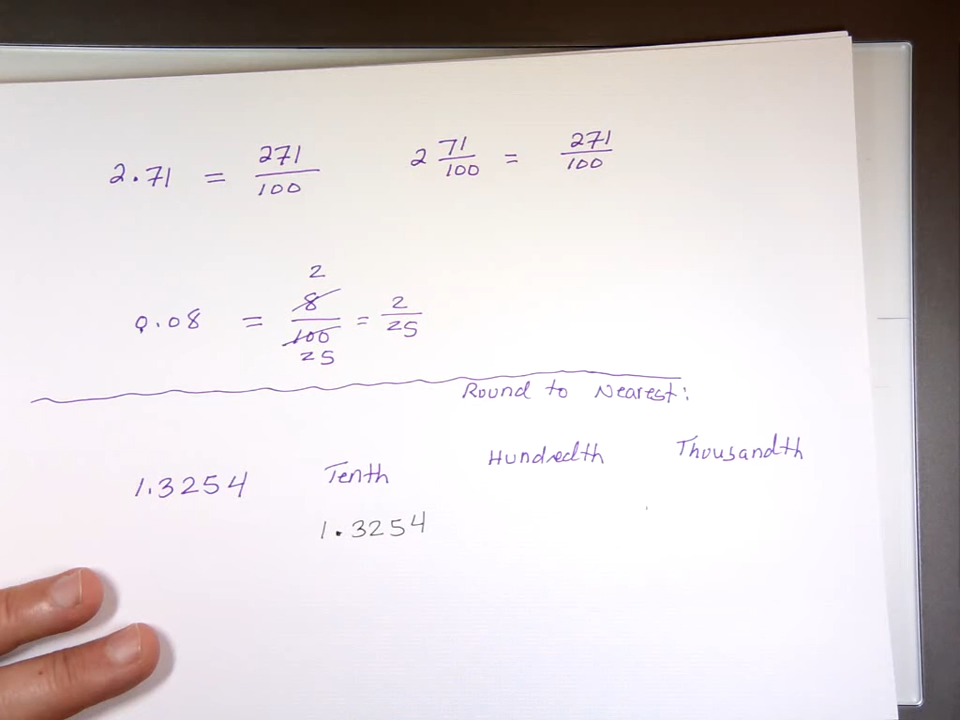 2.71 = 271/100    2 71/100 = 271/100
2
0.08 = 8/100 = 2/25
25
Round to Nearest:
1.3254    Tenth    Hundredth    Thousandth
1.3254